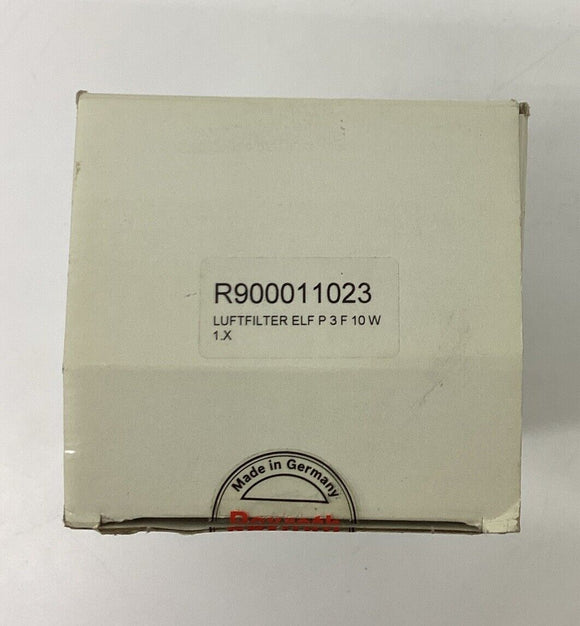 R900011023
LUFTFILTER ELF P 3 F 10 W
1.X
Made in Germany
Rexroth